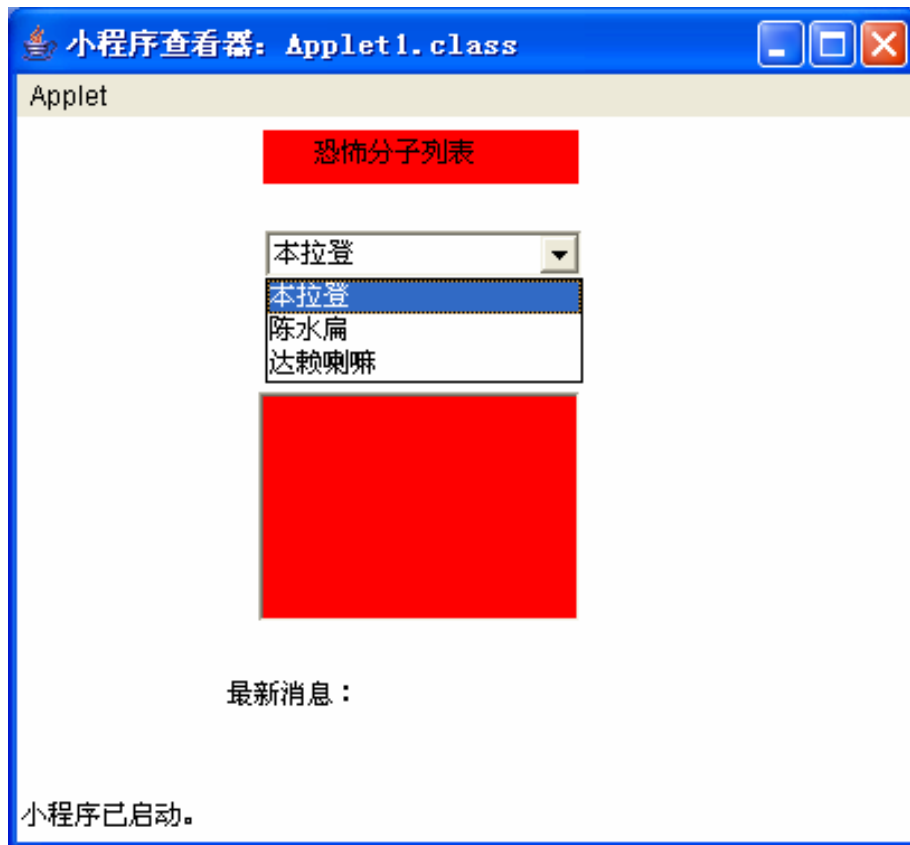 小程序查看器: Applet1.class
Applet
恐怖分子列表
本拉登
本拉登
陈水扁
达赖喇嘛
最新消息：
小程序已启动。